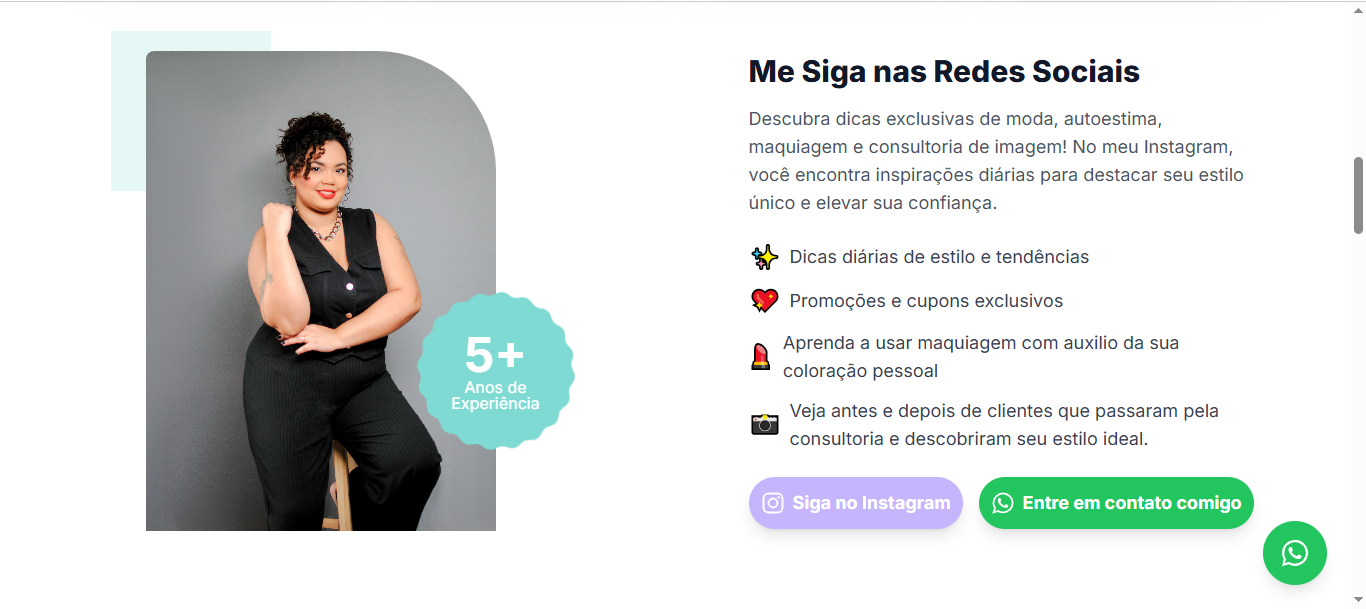 Me Siga nas Redes Sociais
Descubra dicas exclusivas de moda, autoestima,
maquiagem e consultoria de imagem! No meu Instagram,
você encontra inspirações diárias para destacar seu estilo
único e elevar sua confiança.
Dicas diárias de estilo e tendências
Promoções e cupons exclusivos
Aprenda a usar maquiagem com auxilio da sua
coloração pessoal
Veja antes e depois de clientes que passaram pela
consultoria e descobriram seu estilo ideal.
Siga no Instagram
Entre em contato comigo
5+
Anos de
Experiência